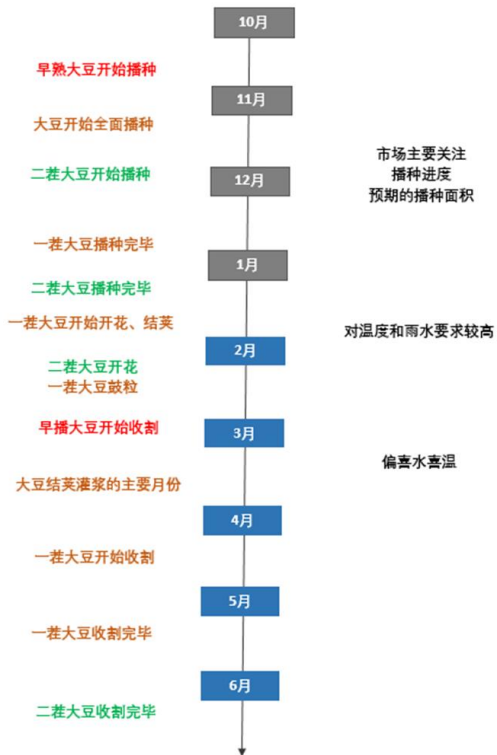 10月
早熟大豆开始播种
11月
大豆开始全面播种
市场主要关注
播种进度
预期的播种面积
二茬大豆开始播种
12月
一茬大豆播种完毕
1月
二茬大豆播种完毕
一茬大豆开始开花、结荚
对温度和雨水要求较高
2月
二茬大豆开花
一茬大豆鼓粒
早播大豆开始收割
3月
偏喜水喜温
大豆结荚灌浆的主要月份
4月
一茬大豆开始收割
5月
一茬大豆收割完毕
6月
二茬大豆收割完毕